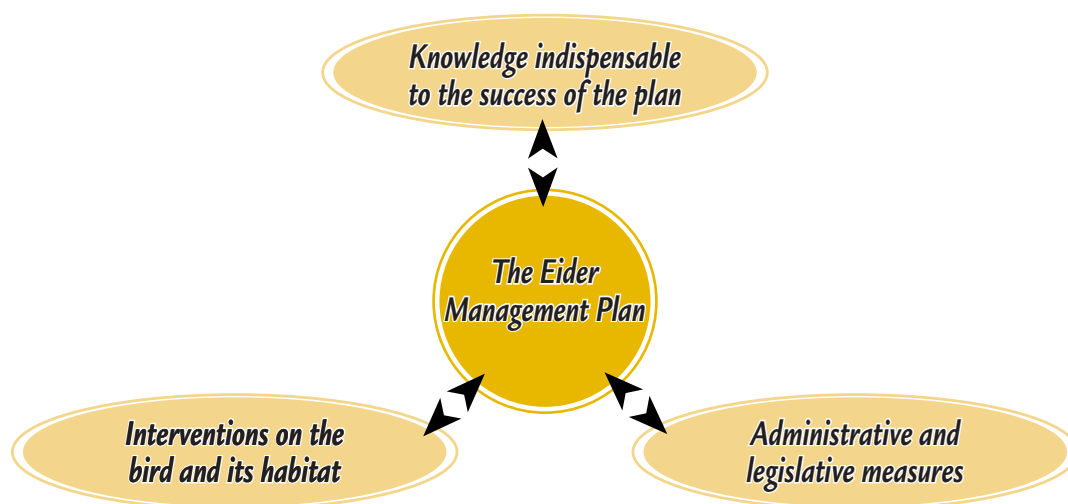 Knowledge indispensable
to the success of the plan
The Eider
Management Plan
Interventions on the
bird and its habitat
Administrative and
legislative measures